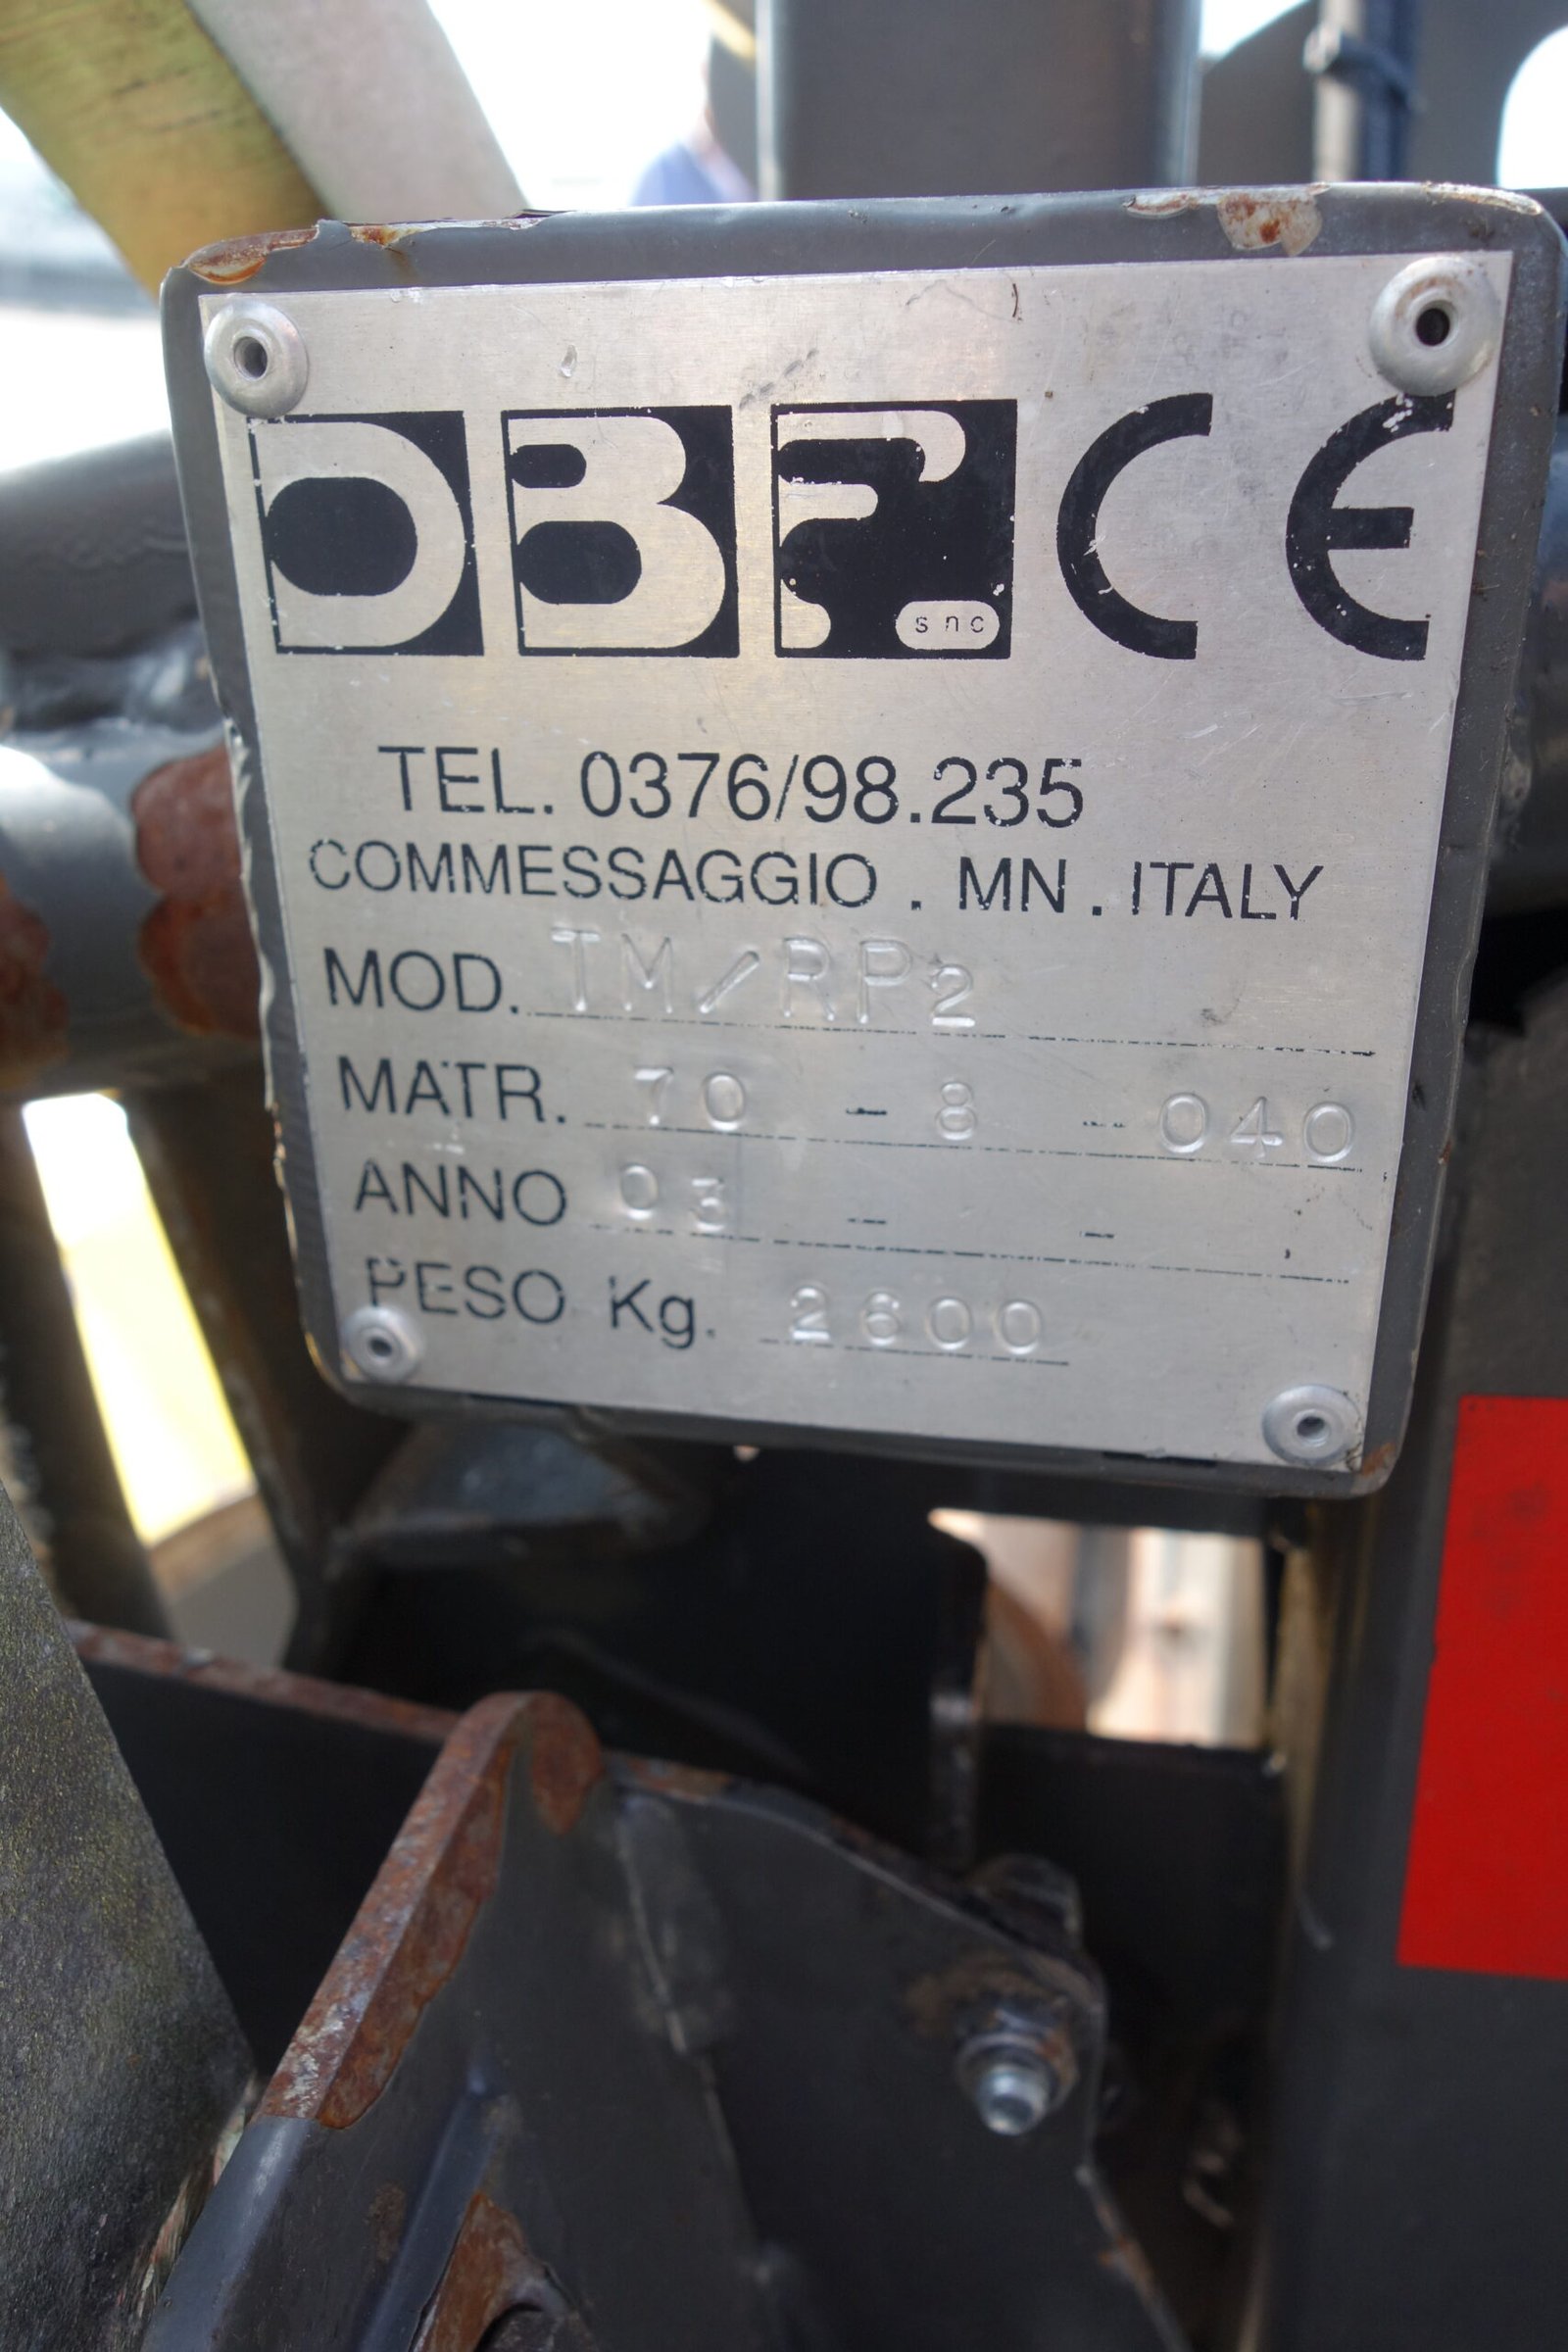 DBF snc CE
TEL. 0376/98.235
COMMESSAGGIO . MN . ITALY
MOD. TM/RP2
MATR. 70 - 8 - 040
ANNO 03 - -
PESO Kg. 2600